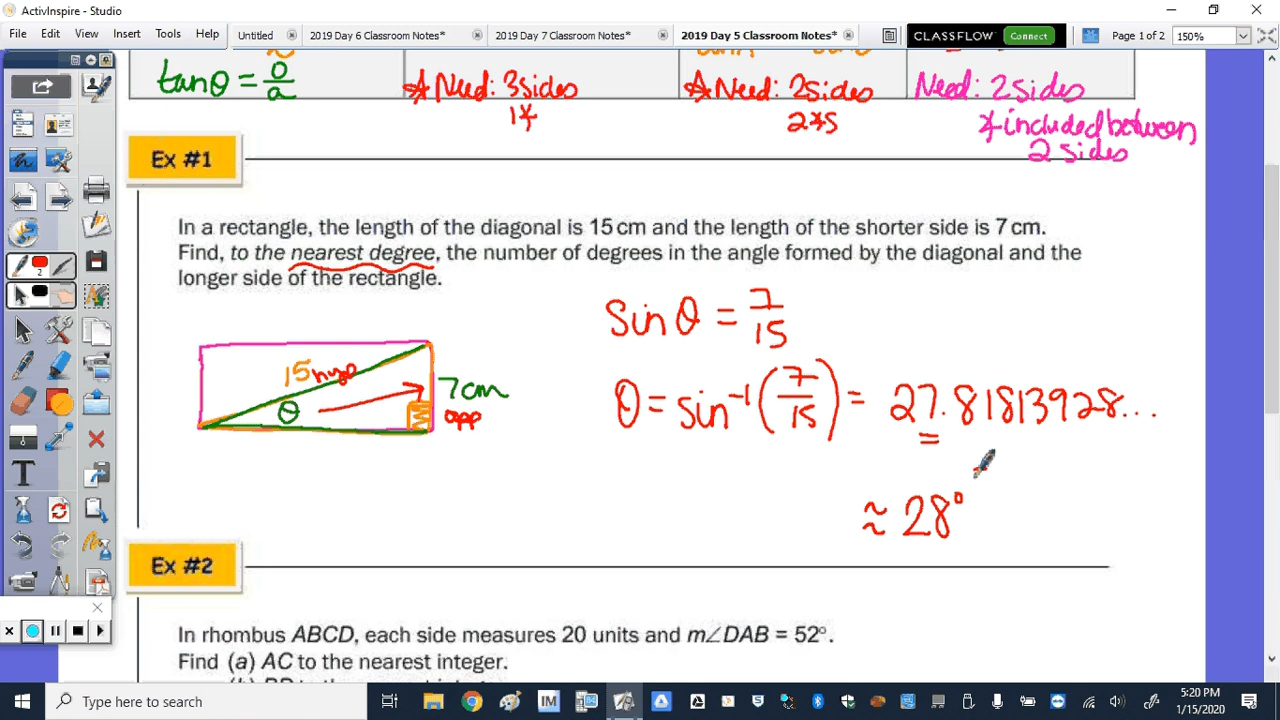 ActivInspire - Studio
File Edit View Insert Tools Help Untitled 2019 Day 6 Classroom Notes* 2019 Day 7 Classroom Notes* 2019 Day 5 Classroom Notes* CLASSFLOW Connect Page 1 of 2 150%
tanθ = o/a
* Need: 3 sides
1 *
* Need: 2 sides
2 *s
Need: 2 sides
* included between
2 sides
Ex #1
In a rectangle, the length of the diagonal is 15 cm and the length of the shorter side is 7 cm.
Find, to the nearest degree, the number of degrees in the angle formed by the diagonal and the
longer side of the rectangle.
sin θ = 7/15
15 hyp
θ
7cm
opp
θ = sin⁻¹(7/15) = 27.81813928...
≈ 28°
Ex #2
In rhombus ABCD, each side measures 20 units and m∠DAB = 52°.
Find (a) AC to the nearest integer.
Type here to search
5:20 PM
1/15/2020